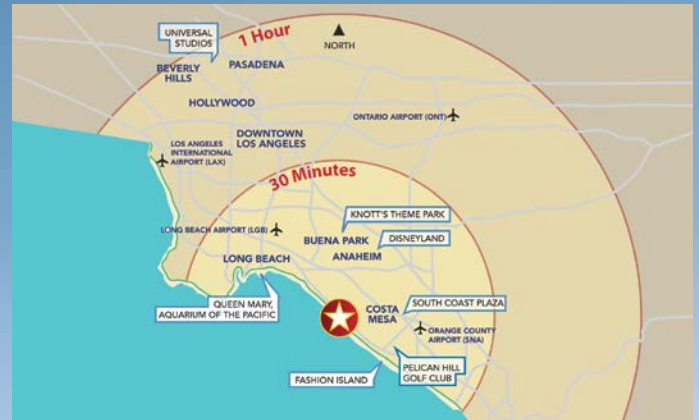 UNIVERSAL
STUDIOS
1 Hour
NORTH
BEVERLY
HILLS
PASADENA
HOLLYWOOD
ONTARIO AIRPORT (ONT)
DOWNTOWN
LOS ANGELES
LOS ANGELES
INTERNATIONAL
AIRPORT (LAX)
30 Minutes
KNOTT'S THEME PARK
LONG BEACH AIRPORT (LGB)
BUENA PARK
DISNEYLAND
ANAHEIM
LONG BEACH
QUEEN MARY,
AQUARIUM OF THE PACIFIC
SOUTH COAST PLAZA
COSTA
MESA
ORANGE COUNTY
AIRPORT (SNA)
PELICAN HILL
GOLF CLUB
FASHION ISLAND